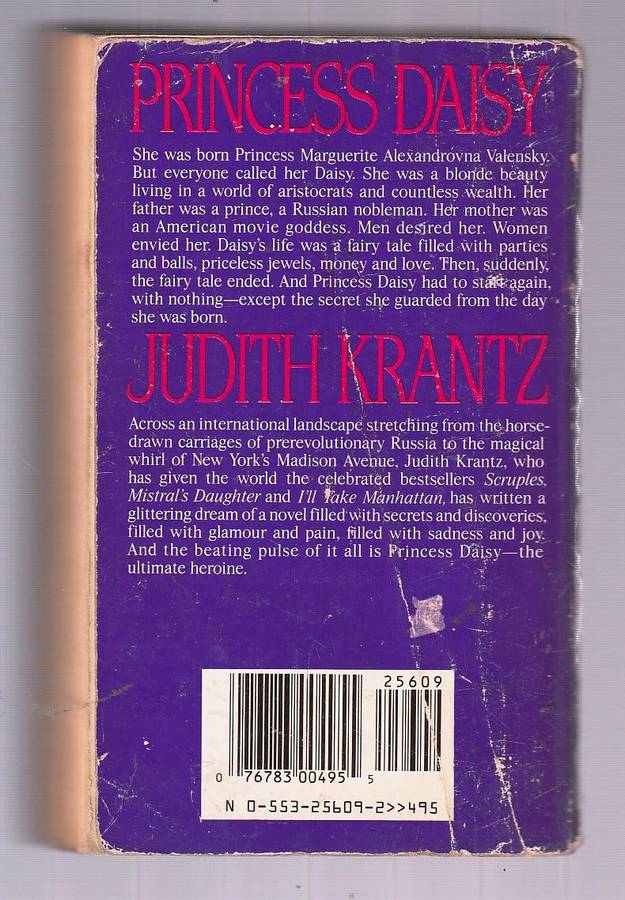 PRINCESS DAISY
She was born Princess Marguerite Alexandrovna Valensky.
But everyone called her Daisy. She was a blonde beauty
living in a world of aristocrats and countless wealth. Her
father was a prince, a Russian nobleman. Her mother was
an American movie goddess. Men desired her. Women
envied her. Daisy's life was a fairy tale filled with parties
and balls, priceless jewels, money and love. Then, suddenly,
the fairy tale ended. And Princess Daisy had to start again,
with nothing—except the secret she guarded from the day
she was born.
JUDITH KRANTZ
Across an international landscape stretching from the horse-
drawn carriages of prerevolutionary Russia to the magical
whirl of New York's Madison Avenue, Judith Krantz, who
has given the world the celebrated bestsellers Scruples,
Mistral's Daughter and I'll Take Manhattan, has written a
glittering dream of a novel filled with secrets and discoveries,
filled with glamour and pain, filled with sadness and joy.
And the beating pulse of it all is Princess Daisy—the
ultimate heroine.
25609
0 76783 00495 5
N 0-553-25609-2>>495